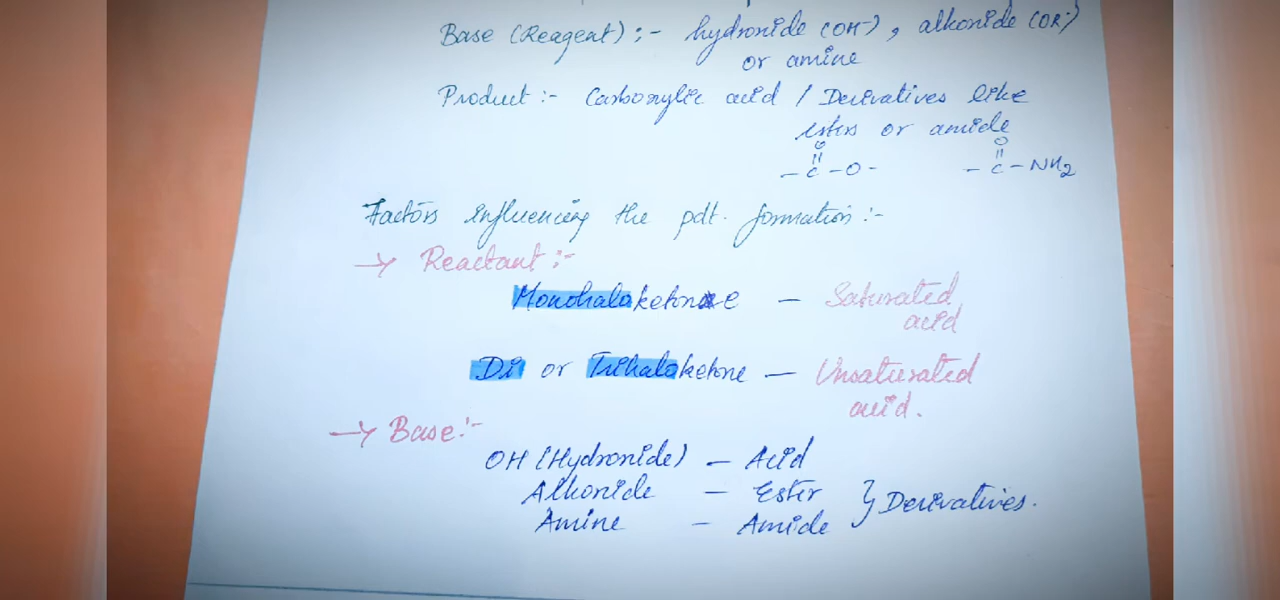 Base (Reagent) :- hydroxide (OH-), alkoxide (OR-)
or amine
Product :- Carboxylic acid / Derivatives like
esters or amide
O O
- C - O - - C - NH2
Factors influencing the pdt. formation :-
→ Reactant :-
Monohaloketone - Saturated
acid
Di or Trihaloketone - Unsaturated
acid.
→ Base :-
OH (Hydroxide) - Acid
Alkoxide - Ester } Derivatives.
Amine - Amide